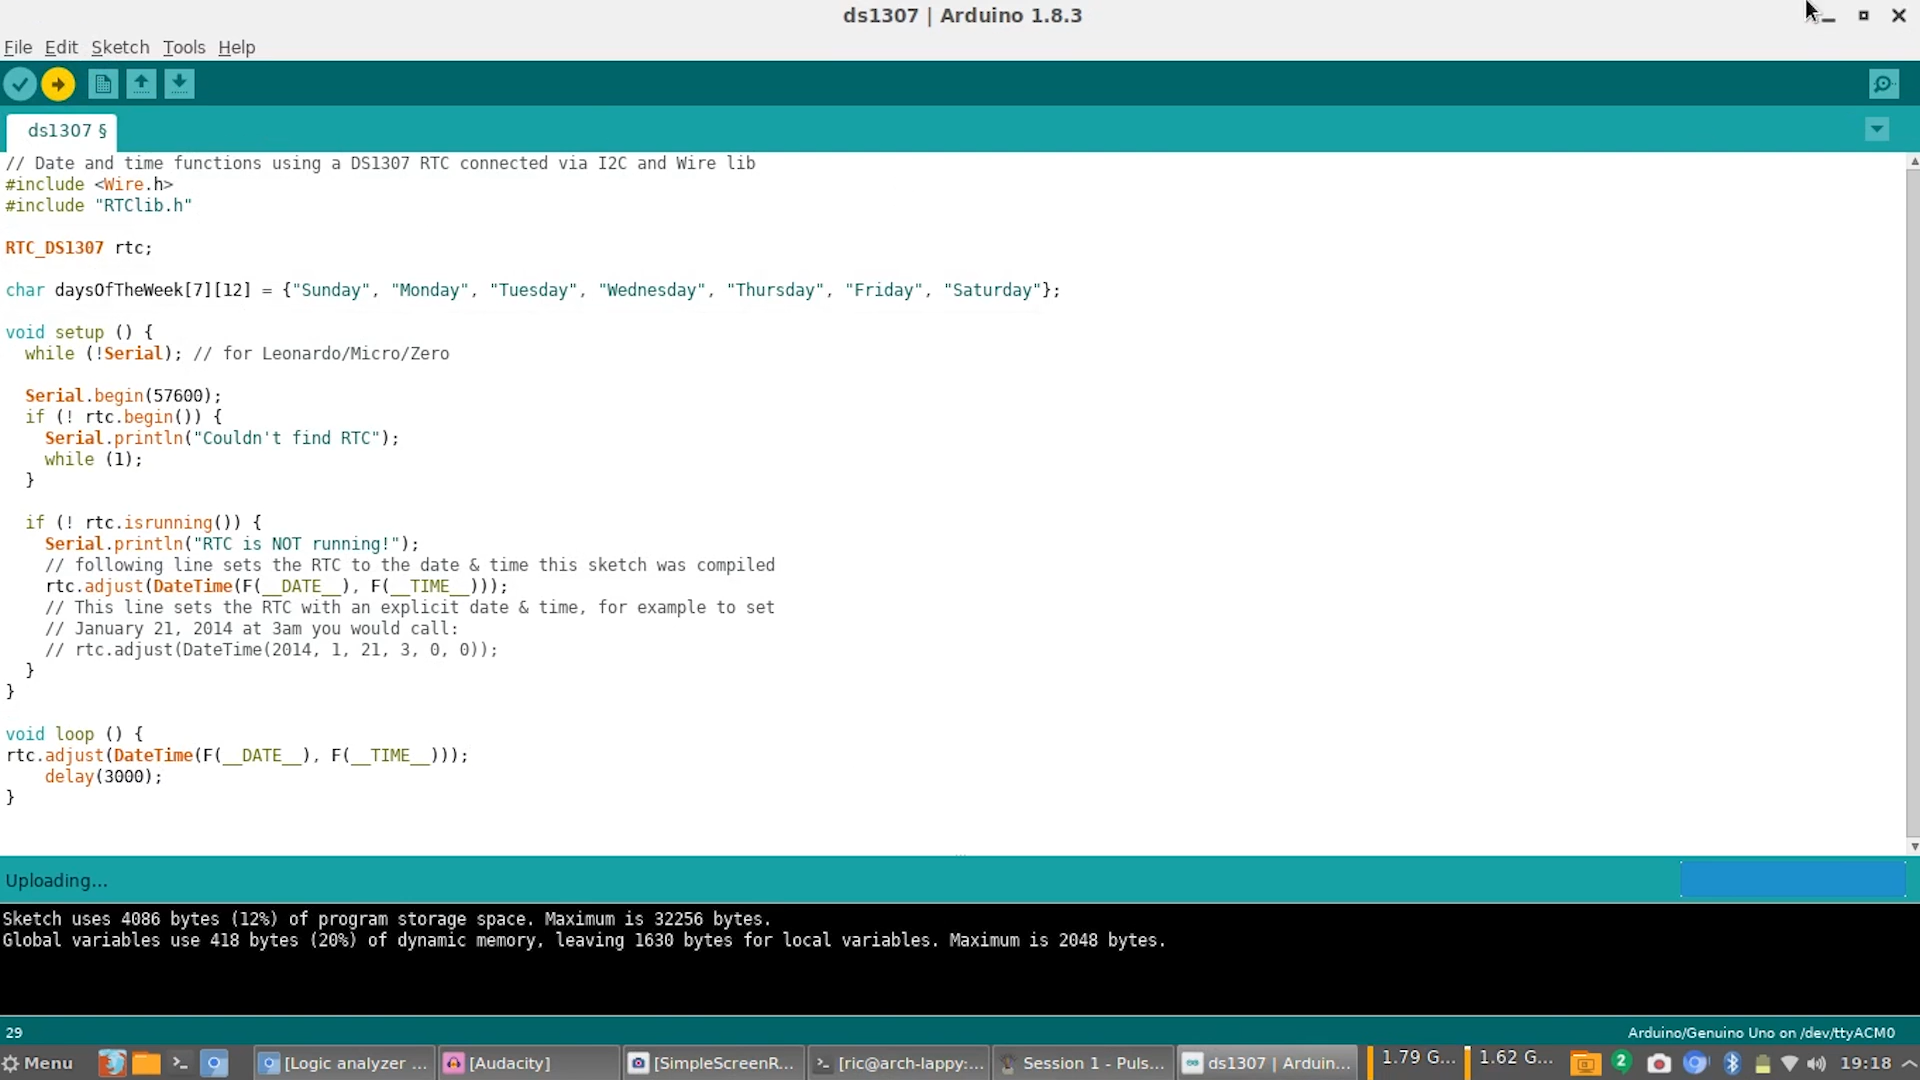 ds1307 | Arduino 1.8.3
File Edit Sketch Tools Help
ds1307 §
// Date and time functions using a DS1307 RTC connected via I2C and Wire lib
#include <Wire.h>
#include "RTClib.h"
RTC_DS1307 rtc;
char daysOfTheWeek[7][12] = {"Sunday", "Monday", "Tuesday", "Wednesday", "Thursday", "Friday", "Saturday"};
void setup () {
while (!Serial); // for Leonardo/Micro/Zero
Serial.begin(57600);
if (! rtc.begin()) {
Serial.println("Couldn't find RTC");
while (1);
}
if (! rtc.isrunning()) {
Serial.println("RTC is NOT running!");
// following line sets the RTC to the date & time this sketch was compiled
rtc.adjust(DateTime(F(__DATE__), F(__TIME__)));
// This line sets the RTC with an explicit date & time, for example to set
// January 21, 2014 at 3am you would call:
// rtc.adjust(DateTime(2014, 1, 21, 3, 0, 0));
}
}
void loop () {
rtc.adjust(DateTime(F(__DATE__), F(__TIME__)));
delay(3000);
}
Uploading...
Sketch uses 4086 bytes (12%) of program storage space. Maximum is 32256 bytes.
Global variables use 418 bytes (20%) of dynamic memory, leaving 1630 bytes for local variables. Maximum is 2048 bytes.
29 Arduino/Genuino Uno on /dev/ttyACM0
Menu [Logic analyzer ... [Audacity] [SimpleScreenR... [ric@arch-lappy:... Session 1 - Puls... ds1307 | Arduin... 1.79 G... 1.62 G... 2 19:18